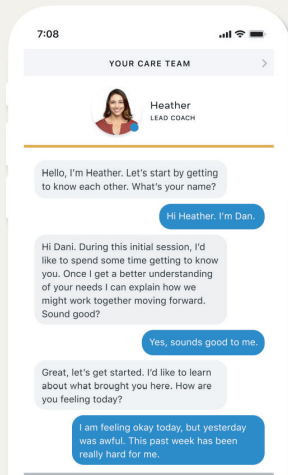 7:08
YOUR CARE TEAM
Heather
LEAD COACH
Hello, I'm Heather. Let's start by getting
to know each other. What's your name?
Hi Heather. I'm Dan.
Hi Dani. During this initial session, I'd
like to spend some time getting to know
you. Once I get a better understanding
of your needs I can explain how we
might work together moving forward.
Sound good?
Yes, sounds good to me.
Great, let's get started. I'd like to learn
about what brought you here. How are
you feeling today?
I am feeling okay today, but yesterday
was awful. This past week has been
really hard for me.